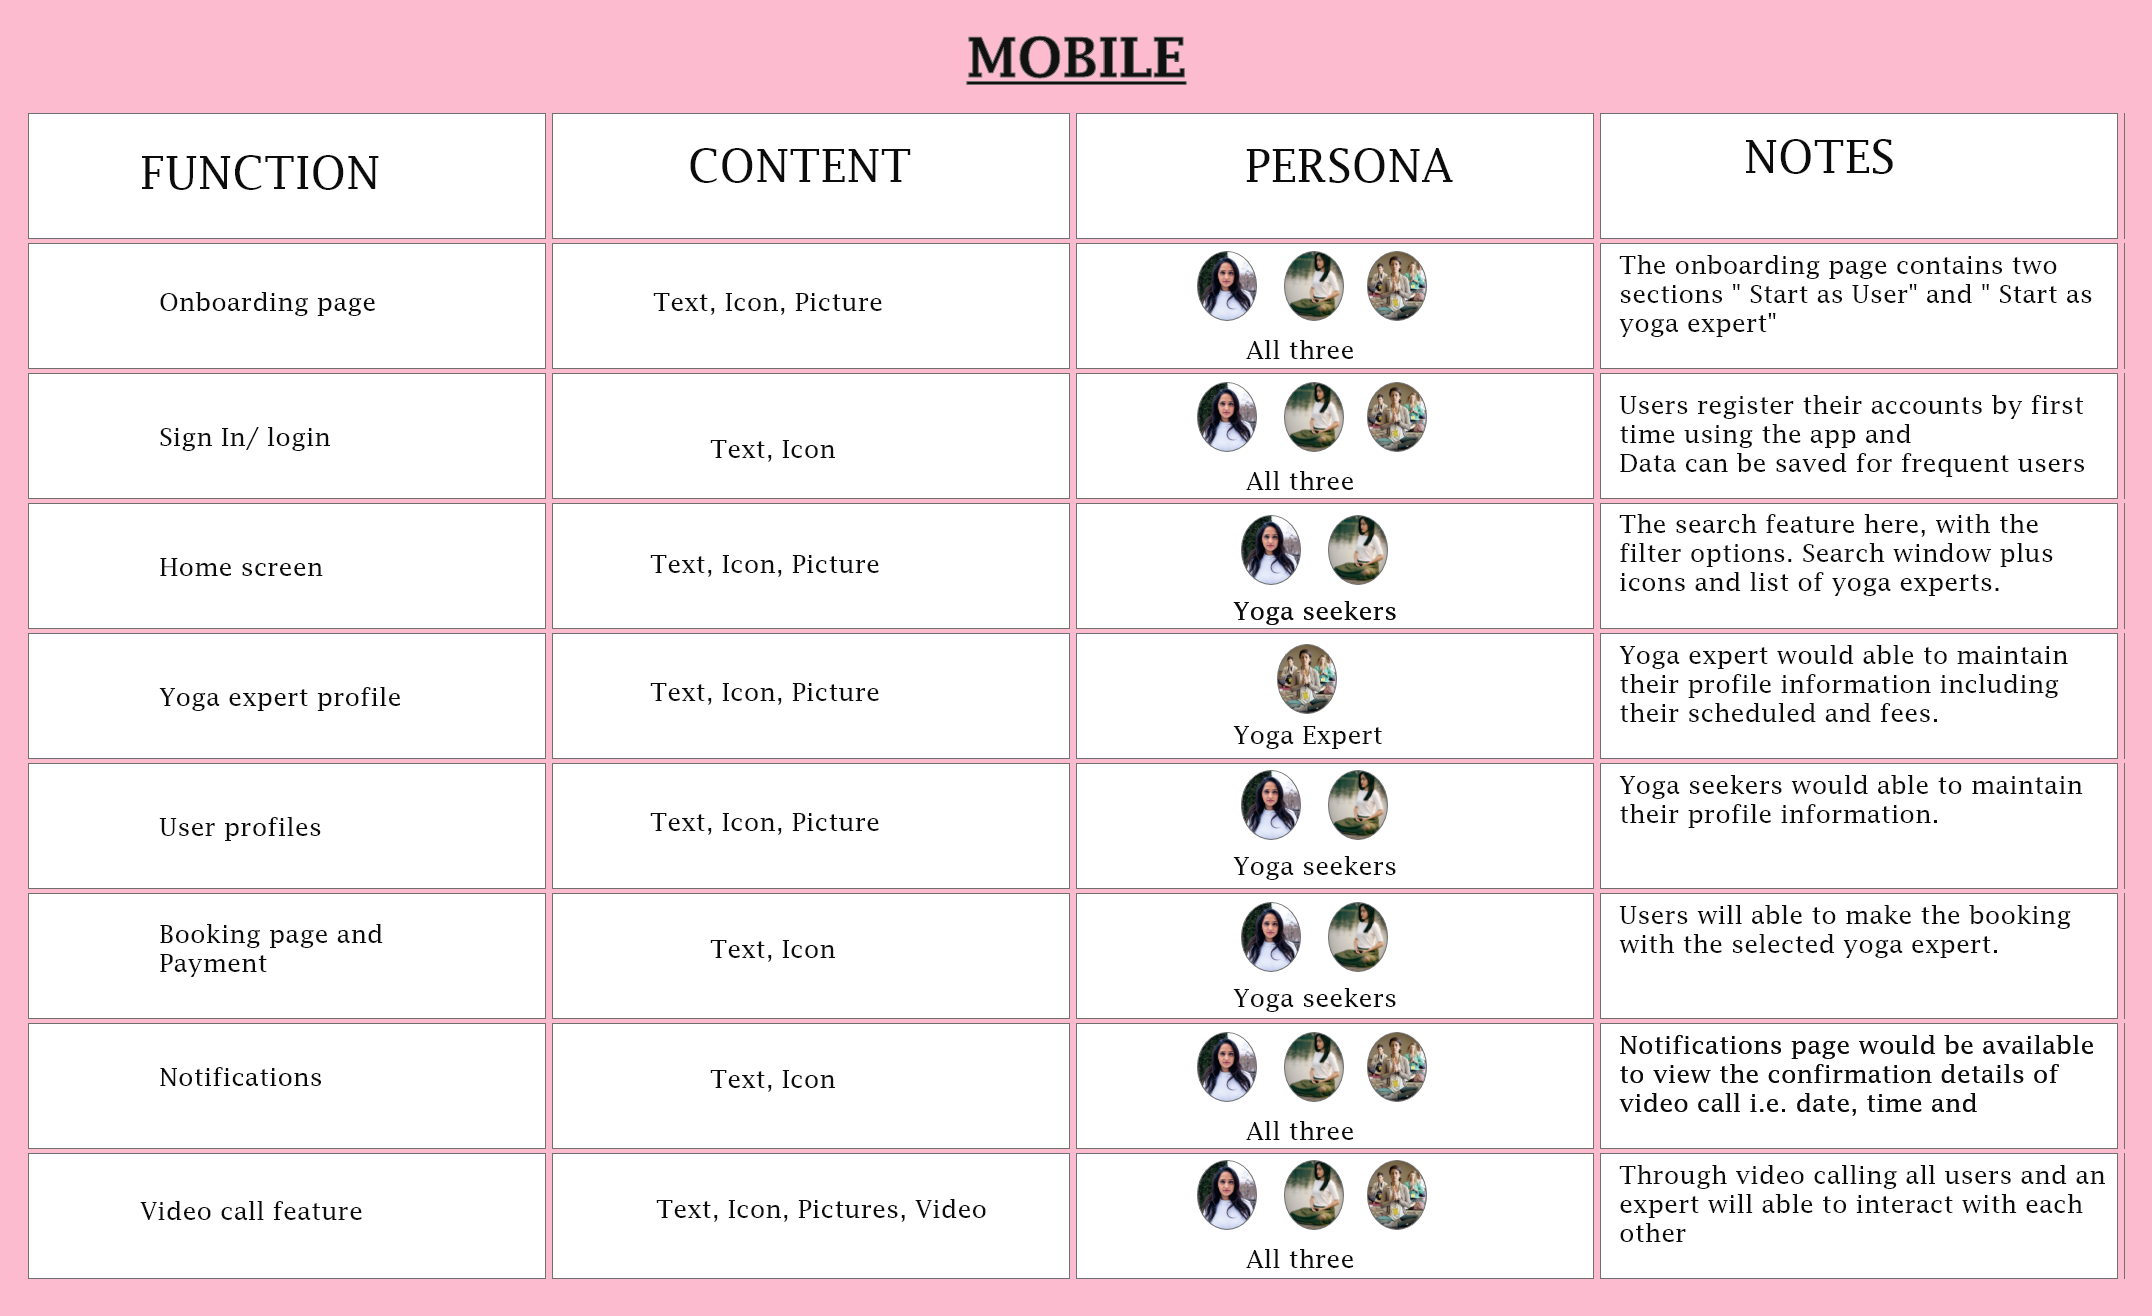 MOBILE
FUNCTION
CONTENT
PERSONA
NOTES
Onboarding page
Text, Icon, Picture
All three
The onboarding page contains two
sections " Start as User" and " Start as
yoga expert"
Sign In/ login
Text, Icon
All three
Users register their accounts by first
time using the app and
Data can be saved for frequent users
Home screen
Text, Icon, Picture
Yoga seekers
The search feature here, with the
filter options. Search window plus
icons and list of yoga experts.
Yoga expert profile
Text, Icon, Picture
Yoga Expert
Yoga expert would able to maintain
their profile information including
their scheduled and fees.
User profiles
Text, Icon, Picture
Yoga seekers
Yoga seekers would able to maintain
their profile information.
Booking page and
Payment
Text, Icon
Yoga seekers
Users will able to make the booking
with the selected yoga expert.
Notifications
Text, Icon
All three
Notifications page would be available
to view the confirmation details of
video call i.e. date, time and
Video call feature
Text, Icon, Pictures, Video
All three
Through video calling all users and an
expert will able to interact with each
other